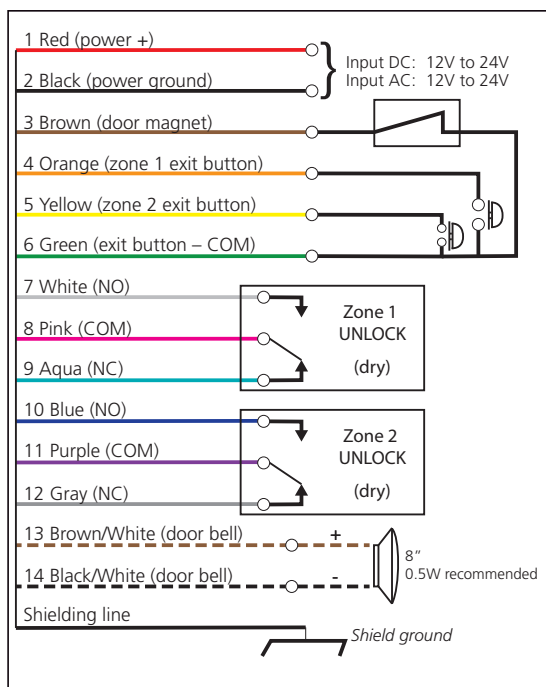 1 Red (power +)
Input DC: 12V to 24V
Input AC: 12V to 24V
2 Black (power ground)
3 Brown (door magnet)
4 Orange (zone 1 exit button)
5 Yellow (zone 2 exit button)
6 Green (exit button – COM)
7 White (NO)
8 Pink (COM)
9 Aqua (NC)
Zone 1
UNLOCK
(dry)
10 Blue (NO)
11 Purple (COM)
12 Gray (NC)
Zone 2
UNLOCK
(dry)
13 Brown/White (door bell)
+
14 Black/White (door bell)
-
8”
0.5W recommended
Shielding line
Shield ground